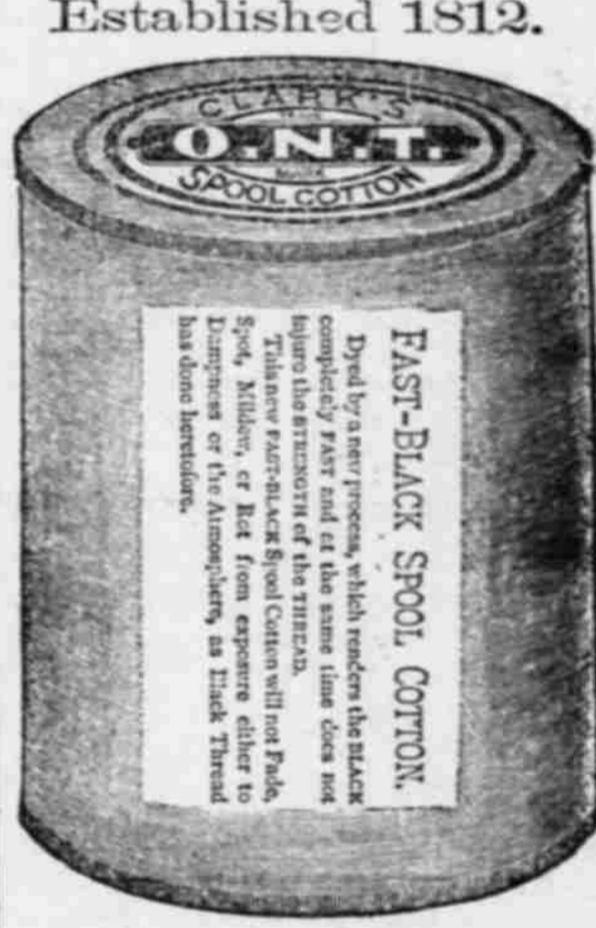 Established 1812.
CLARK'S
O.N.T.
SPOOL COTTON
FAST-BLACK SPOOL COTTON.
Dyed by a new process, which renders the BLACK
completely FAST and at the same time does not
injure the STRENGTH of the THREAD.
This new FAST-BLACK Spool Cotton will not Fade,
Spot, Mildew, or Rot from exposure either to
Dampness or the Atmosphere, as Black Thread
has done heretofore.